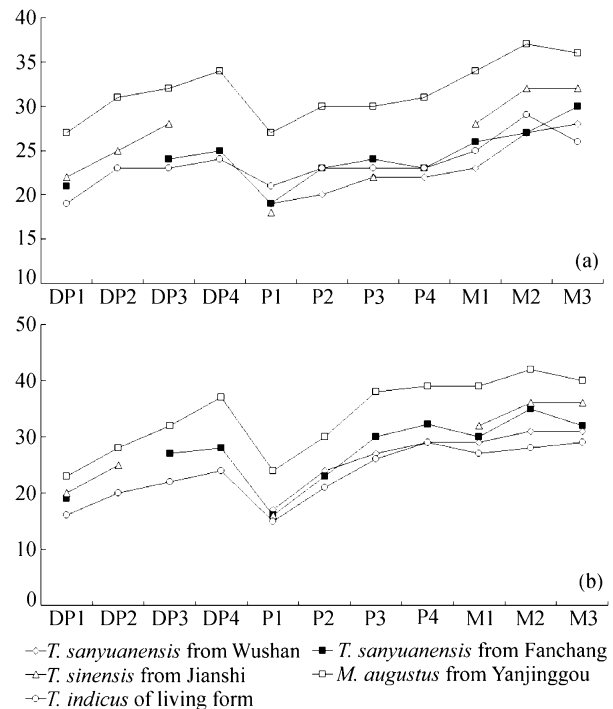 40
35
30
25
20
15
10
(a)
DP1 DP2 DP3 DP4 P1 P2 P3 P4 M1 M2 M3
50
40
30
20
10
0
(b)
DP1 DP2 DP3 DP4 P1 P2 P3 P4 M1 M2 M3
T. sanyuanensis from Wushan T. sanyuanensis from Fanchang
T. sinensis from Jianshi M. augustus from Yanjinggou
T. indicus of living form